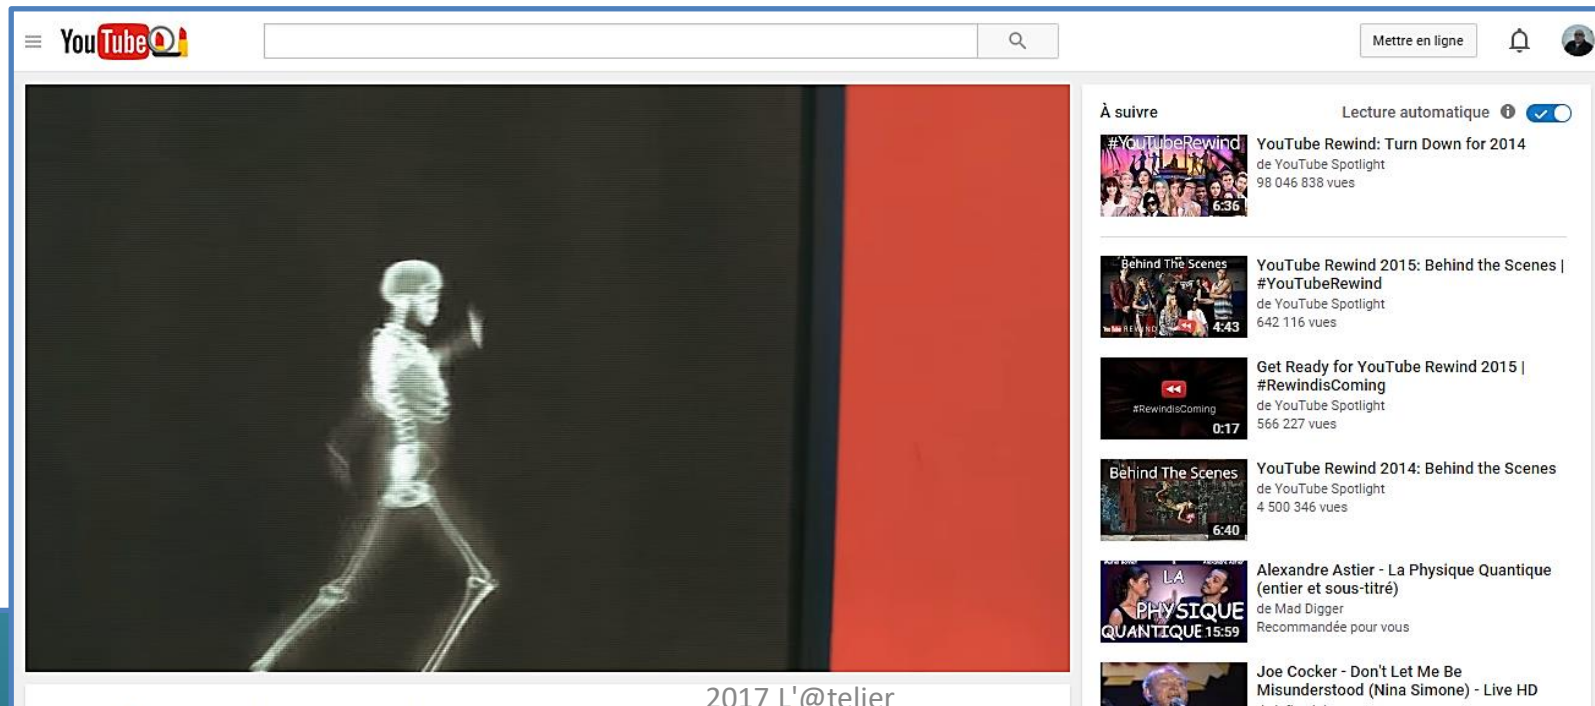 YouTube
Mettre en ligne
À suivre
Lecture automatique
#YouTubeRewind
6:36
YouTube Rewind: Turn Down for 2014
de YouTube Spotlight
98 046 838 vues
Behind The Scenes
YouTube REWIND
4:43
YouTube Rewind 2015: Behind the Scenes |
#YouTubeRewind
de YouTube Spotlight
642 116 vues
#RewindisComing
0:17
Get Ready for YouTube Rewind 2015 |
#RewindisComing
de YouTube Spotlight
566 227 vues
Behind The Scenes
6:40
YouTube Rewind 2014: Behind the Scenes
de YouTube Spotlight
4 500 346 vues
LA
PHYSIQUE
QUANTIQUE 15:59
Alexandre Astier - La Physique Quantique
(entier et sous-titré)
de Mad Digger
Recommandée pour vous
Joe Cocker - Don't Let Me Be
Misunderstood (Nina Simone) - Live HD
2017 L'@telier